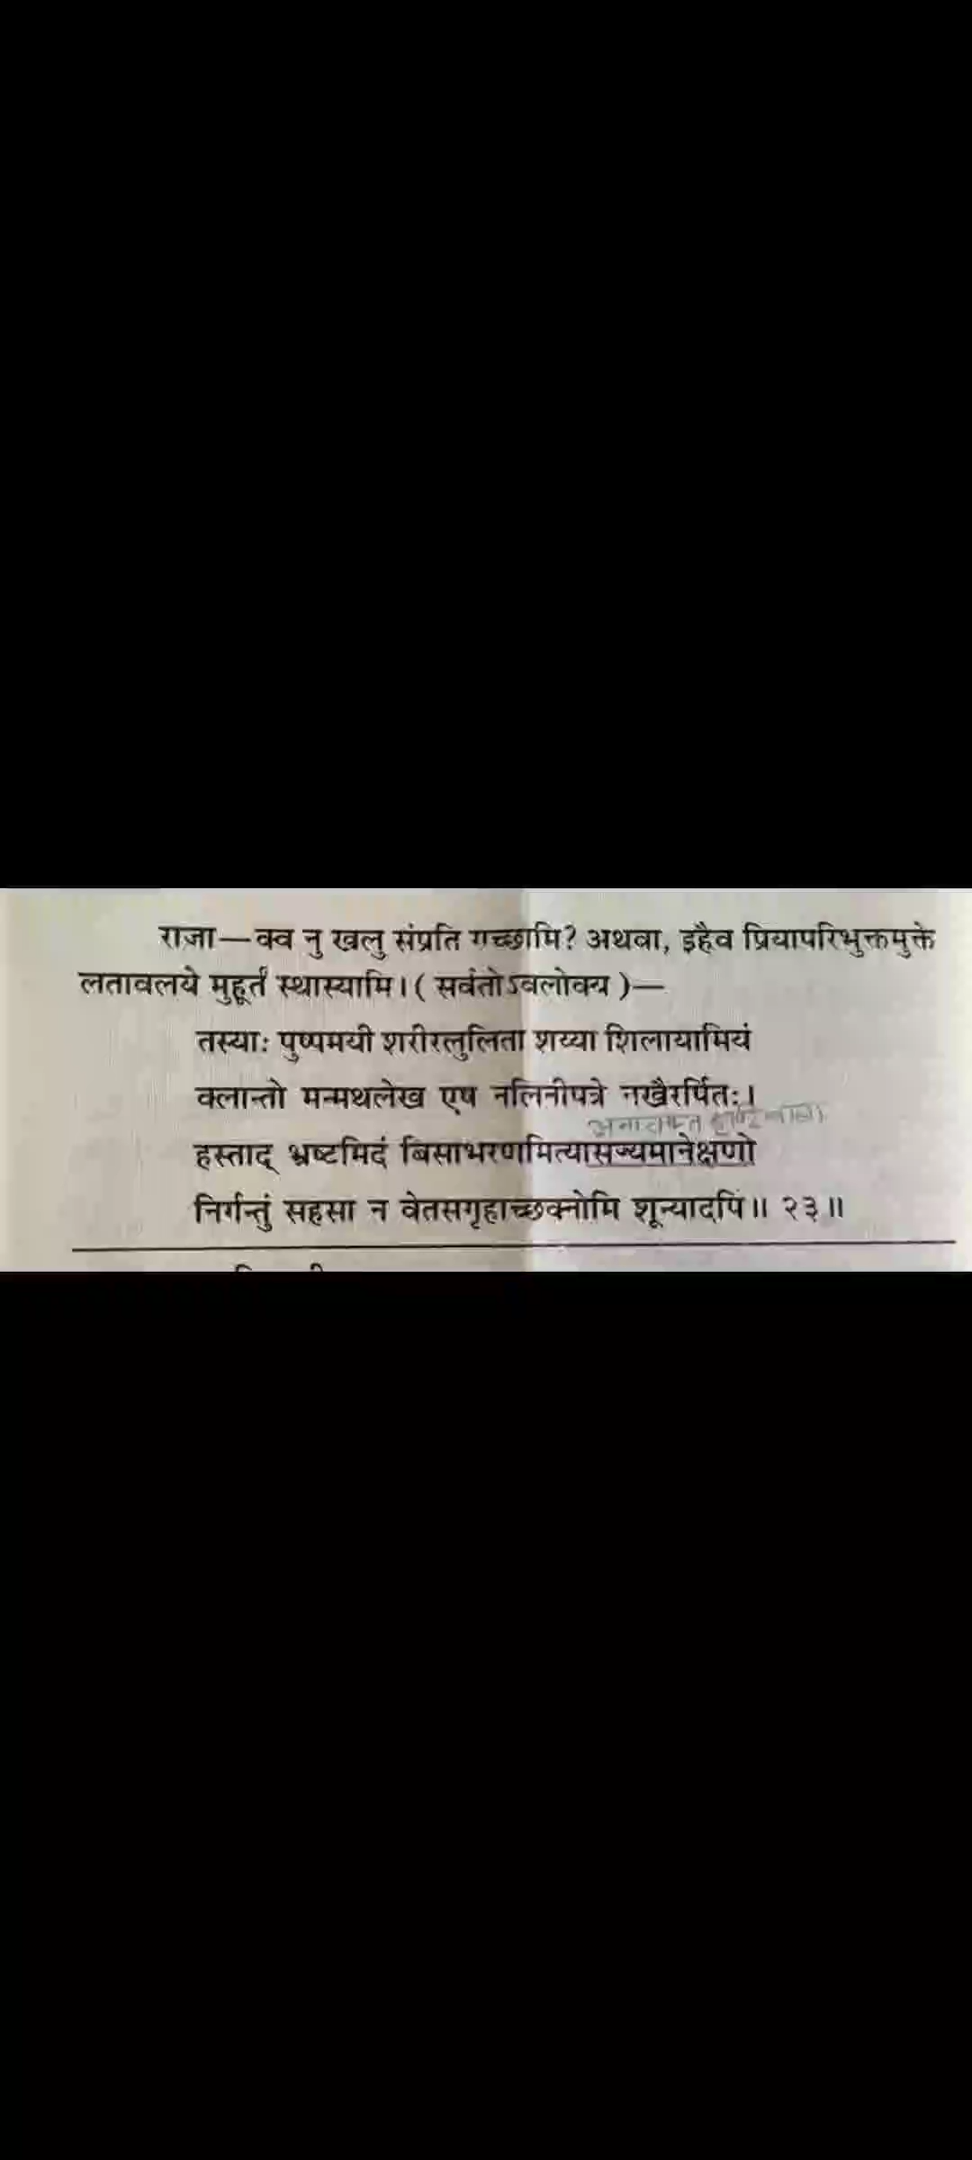 राजा—क्व नु खलु संप्रति गच्छामि? अथवा, इहैव प्रियापरिभुक्तमुक्ते
लतावलये मुहूर्तं स्थास्यामि। ( सर्वतोऽवलोक्य )—
तस्याः पुष्पमयी शरीरलुलिता शय्या शिलायामियं
क्लान्तो मन्मथलेख एष नलिनीपत्रे नखैरर्पितः।
हस्ताद् भ्रष्टमिदं बिसाभरणमित्यासज्यमानेक्षणो
निर्गन्तुं सहसा न वेतसगृहाच्छक्नोमि शून्यादपि॥ २३॥